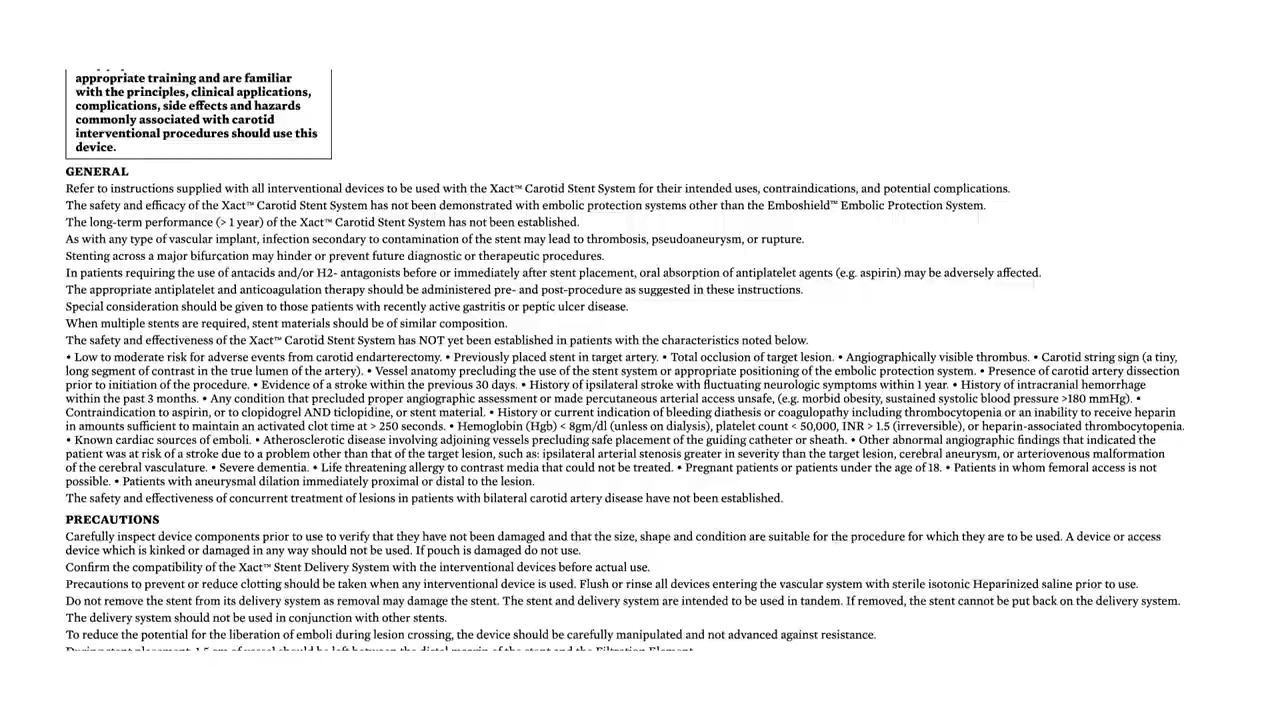 appropriate training and are familiar
with the principles, clinical applications,
complications, side effects and hazards
commonly associated with carotid
interventional procedures should use this
device.
GENERAL
Refer to instructions supplied with all interventional devices to be used with the Xact™ Carotid Stent System for their intended uses, contraindications, and potential complications.
The safety and efficacy of the Xact™ Carotid Stent System has not been demonstrated with embolic protection systems other than the Emboshield™ Embolic Protection System.
The long-term performance (> 1 year) of the Xact™ Carotid Stent System has not been established.
As with any type of vascular implant, infection secondary to contamination of the stent may lead to thrombosis, pseudoaneurysm, or rupture.
Stenting across a major bifurcation may hinder or prevent future diagnostic or therapeutic procedures.
In patients requiring the use of antacids and/or H2- antagonists before or immediately after stent placement, oral absorption of antiplatelet agents (e.g. aspirin) may be adversely affected.
The appropriate antiplatelet and anticoagulation therapy should be administered pre- and post-procedure as suggested in these instructions.
Special consideration should be given to those patients with recently active gastritis or peptic ulcer disease.
When multiple stents are required, stent materials should be of similar composition.
The safety and effectiveness of the Xact™ Carotid Stent System has NOT yet been established in patients with the characteristics noted below.
• Low to moderate risk for adverse events from carotid endarterectomy. • Previously placed stent in target artery. • Total occlusion of target lesion. • Angiographically visible thrombus. • Carotid string sign (a tiny,
long segment of contrast in the true lumen of the artery). • Vessel anatomy precluding the use of the stent system or appropriate positioning of the embolic protection system. • Presence of carotid artery dissection
prior to initiation of the procedure. • Evidence of a stroke within the previous 30 days. • History of ipsilateral stroke with fluctuating neurologic symptoms within 1 year. • History of intracranial hemorrhage
within the past 3 months. • Any condition that precluded proper angiographic assessment or made percutaneous arterial access unsafe, (e.g. morbid obesity, sustained systolic blood pressure >180 mmHg). •
Contraindication to aspirin, or to clopidogrel AND ticlopidine, or stent material. • History or current indication of bleeding diathesis or coagulopathy including thrombocytopenia or an inability to receive heparin
in amounts sufficient to maintain an activated clot time at > 250 seconds. • Hemoglobin (Hgb) < 8gm/dl (unless on dialysis), platelet count < 50,000, INR > 1.5 (irreversible), or heparin-associated thrombocytopenia.
• Known cardiac sources of emboli. • Atherosclerotic disease involving adjoining vessels precluding safe placement of the guiding catheter or sheath. • Other abnormal angiographic findings that indicated the
patient was at risk of a stroke due to a problem other than that of the target lesion, such as: ipsilateral arterial stenosis greater in severity than the target lesion, cerebral aneurysm, or arteriovenous malformation
of the cerebral vasculature. • Severe dementia. • Life threatening allergy to contrast media that could not be treated. • Pregnant patients or patients under the age of 18. • Patients in whom femoral access is not
possible. • Patients with aneurysmal dilation immediately proximal or distal to the lesion.
The safety and effectiveness of concurrent treatment of lesions in patients with bilateral carotid artery disease have not been established.
PRECAUTIONS
Carefully inspect device components prior to use to verify that they have not been damaged and that the size, shape and condition are suitable for the procedure for which they are to be used. A device or access
device which is kinked or damaged in any way should not be used. If pouch is damaged do not use.
Confirm the compatibility of the Xact™ Stent Delivery System with the interventional devices before actual use.
Precautions to prevent or reduce clotting should be taken when any interventional device is used. Flush or rinse all devices entering the vascular system with sterile isotonic Heparinized saline prior to use.
Do not remove the stent from its delivery system as removal may damage the stent. The stent and delivery system are intended to be used in tandem. If removed, the stent cannot be put back on the delivery system.
The delivery system should not be used in conjunction with other stents.
To reduce the potential for the liberation of emboli during lesion crossing, the device should be carefully manipulated and not advanced against resistance.